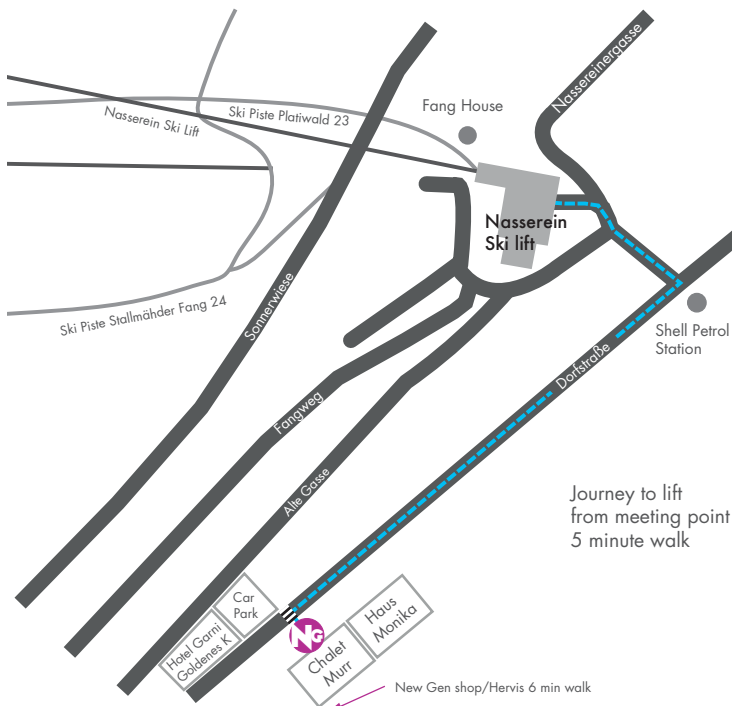 Nassereinergasse
Fang House
Ski Piste Platiwald 23
Nasserein Ski Lift
Nasserein
Ski lift
Ski Piste Stallmähder Fang 24
Sonnerwiese
Shell Petrol
Station
Dorfstraße
Fangweg
Alte Gasse
Journey to lift
from meeting point
5 minute walk
Car
Park
Hotel Garni
Goldenes K
NG
Haus
Monika
Chalet
Murr
New Gen shop/Hervis 6 min walk